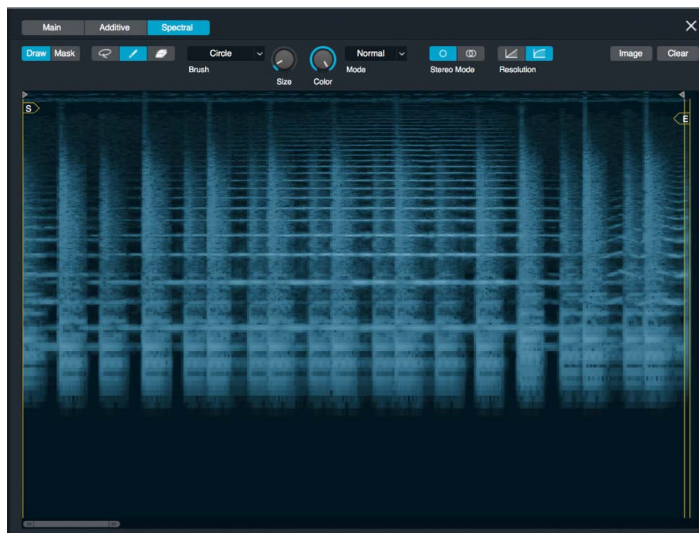 Main Additive Spectral
Draw Mask Circle Normal Image Clear
Brush Size Color Mode Stereo Mode Resolution
S
E